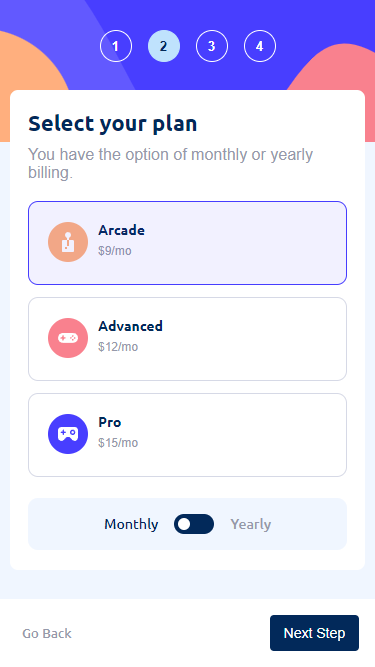 1 2 3 4
Select your plan
You have the option of monthly or yearly
billing.
Arcade
$9/mo
Advanced
$12/mo
Pro
$15/mo
Monthly Yearly
Go Back Next Step